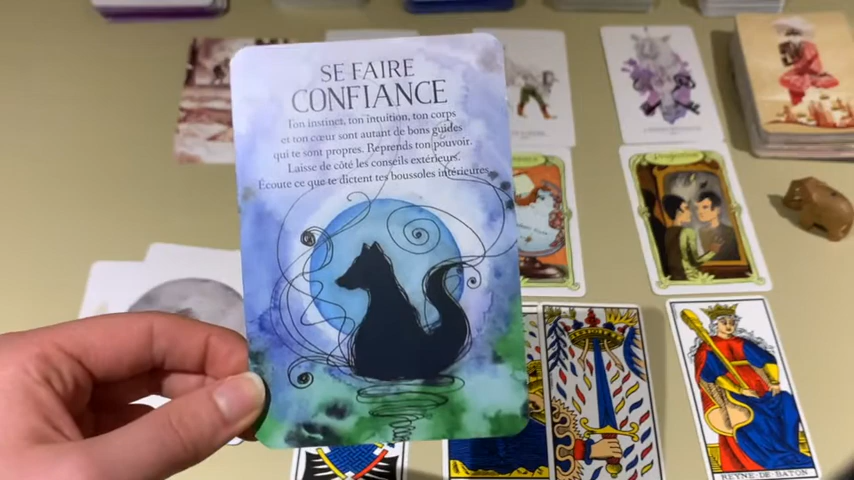 SE FAIRE
CONFIANCE
Ton instinct, ton intuition, ton corps
et ton cœur sont autant de bons guides
qui te sont propres. Reprends ton pouvoir.
Laisse de côté les conseils extérieurs.
Écoute ce que te dictent tes boussoles intérieures.
REYNE·DE·BATON